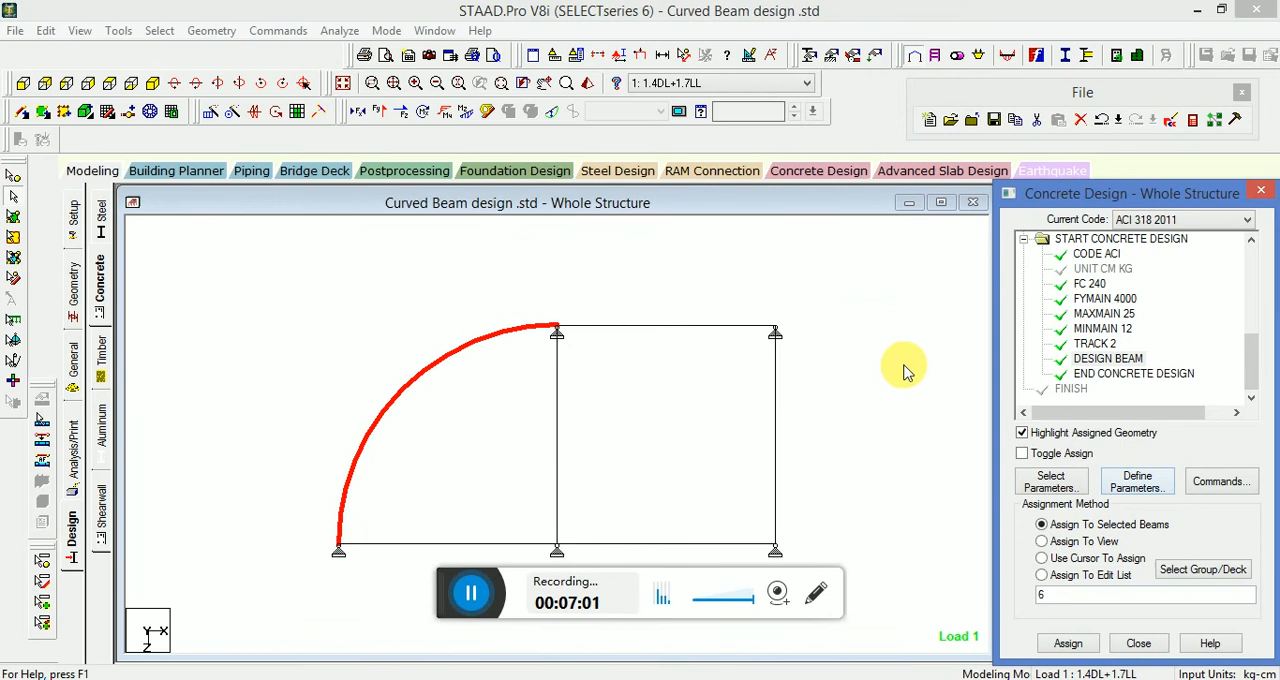 STAAD.Pro V8i (SELECTseries 6) - Curved Beam design .std
File Edit View Tools Select Geometry Commands Analyze Mode Window Help
1: 1.4DL+1.7LL
File
Modeling Building Planner Piping Bridge Deck Postprocessing Foundation Design Steel Design RAM Connection Concrete Design Advanced Slab Design Earthquake
Curved Beam design .std - Whole Structure
Setup
Geometry
General
Analysis/Print
Design
Steel
Concrete
Timber
Aluminum
Shearwall
Concrete Design - Whole Structure
Current Code: ACI 318 2011
START CONCRETE DESIGN
CODE ACI
UNIT CM KG
FC 240
FYMAIN 4000
MAXMAIN 25
MINMAIN 12
TRACK 2
DESIGN BEAM
END CONCRETE DESIGN
FINISH
Highlight Assigned Geometry
Toggle Assign
Select Parameters..
Define Parameters..
Commands...
Assignment Method
Assign To Selected Beams
Assign To View
Use Cursor To Assign
Assign To Edit List
Select Group/Deck
6
Assign Close Help
Recording...
00:07:01
Y X
Z
Load 1
For Help, press F1
Modeling Mo Load 1 : 1.4DL+1.7LL Input Units: kg-cm